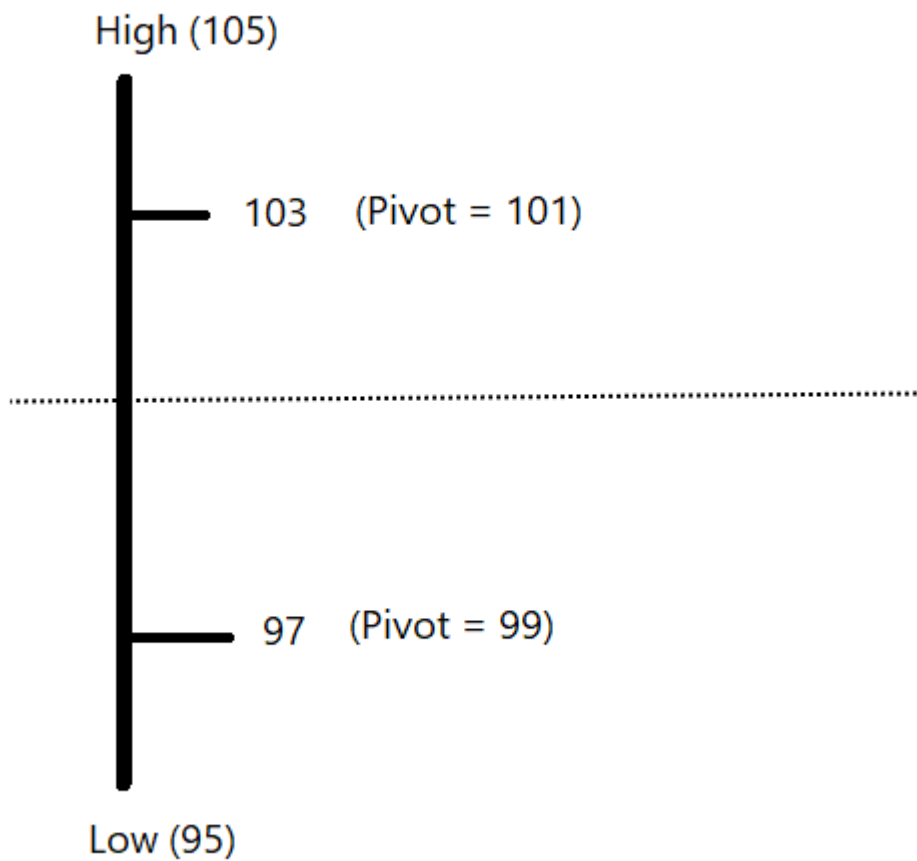 High (105)
103 (Pivot = 101)
97 (Pivot = 99)
Low (95)